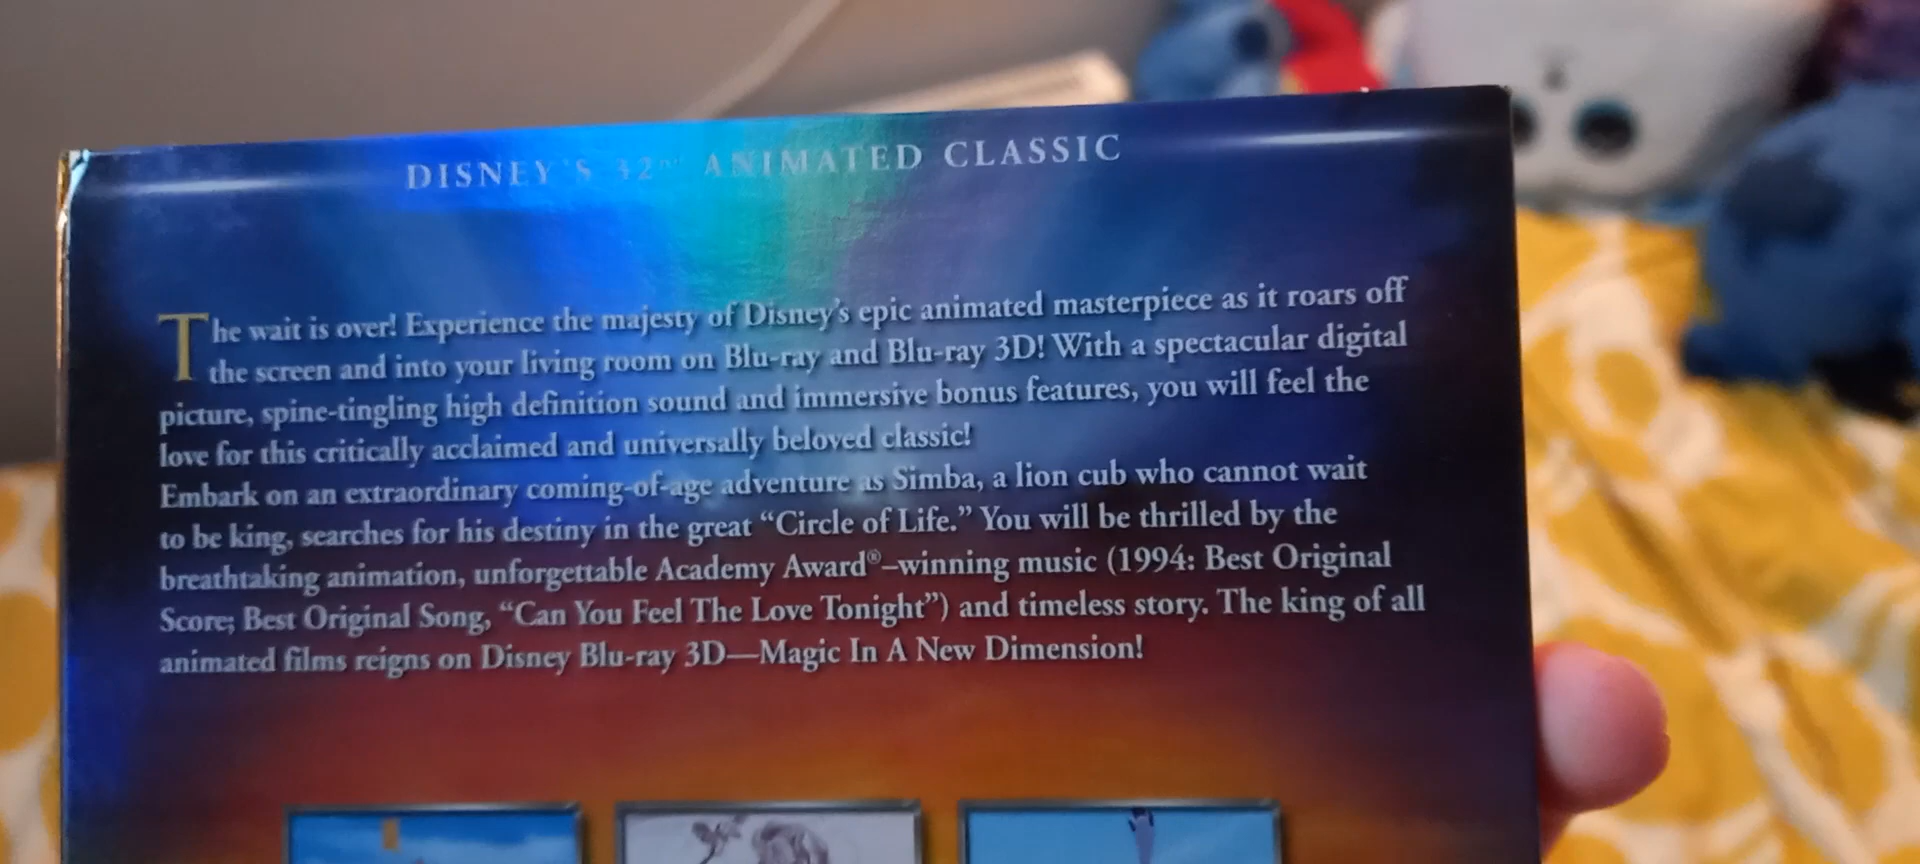 DISNEY'S 32nd ANIMATED CLASSIC
The wait is over! Experience the majesty of Disney's epic animated masterpiece as it roars off
the screen and into your living room on Blu-ray and Blu-ray 3D! With a spectacular digital
picture, spine-tingling high definition sound and immersive bonus features, you will feel the
love for this critically acclaimed and universally beloved classic!
Embark on an extraordinary coming-of-age adventure as Simba, a lion cub who cannot wait
to be king, searches for his destiny in the great “Circle of Life.” You will be thrilled by the
breathtaking animation, unforgettable Academy Award®–winning music (1994: Best Original
Score; Best Original Song, “Can You Feel The Love Tonight”) and timeless story. The king of all
animated films reigns on Disney Blu-ray 3D—Magic In A New Dimension!